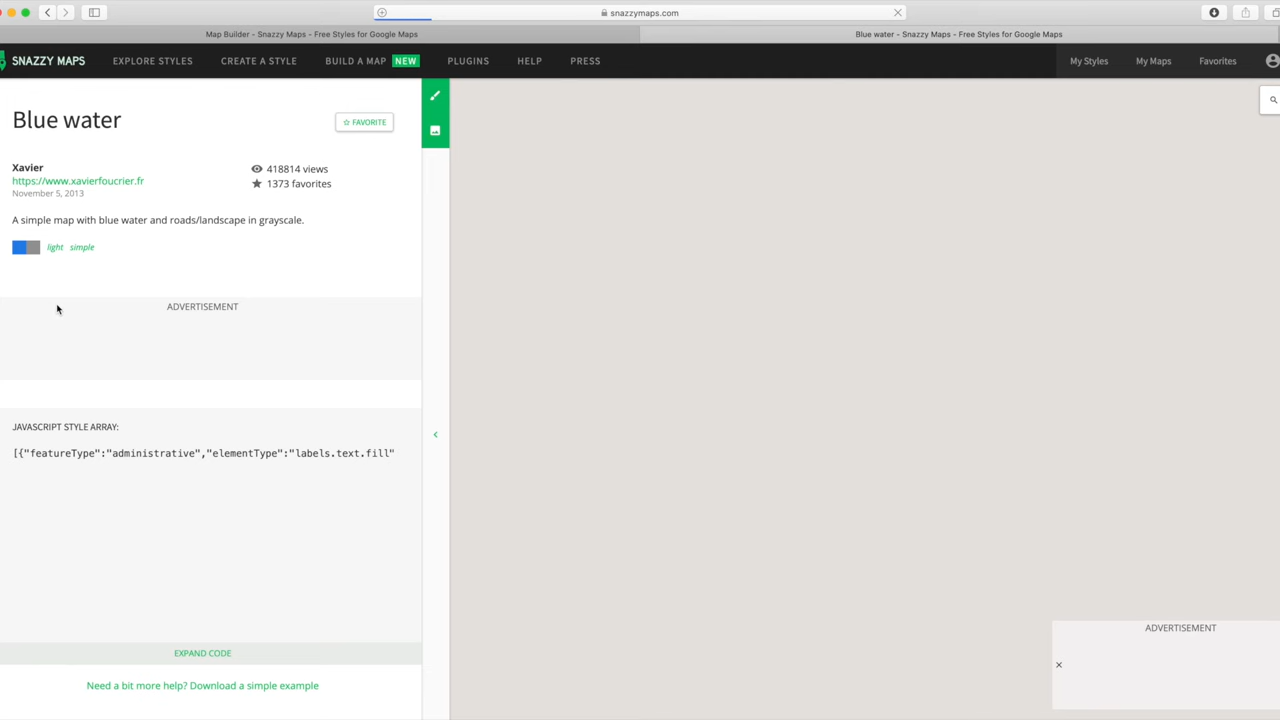 snazzymaps.com
Map Builder - Snazzy Maps - Free Styles for Google Maps
Blue water - Snazzy Maps - Free Styles for Google Maps
SNAZZY MAPS
EXPLORE STYLES
CREATE A STYLE
BUILD A MAP NEW
PLUGINS
HELP
PRESS
My Styles
My Maps
Favorites
Blue water
FAVORITE
Xavier
https://www.xavierfoucrier.fr
November 5, 2013
418814 views
1373 favorites
A simple map with blue water and roads/landscape in grayscale.
light simple
ADVERTISEMENT
JAVASCRIPT STYLE ARRAY:
[{"featureType":"administrative","elementType":"labels.text.fill"
EXPAND CODE
Need a bit more help? Download a simple example
ADVERTISEMENT